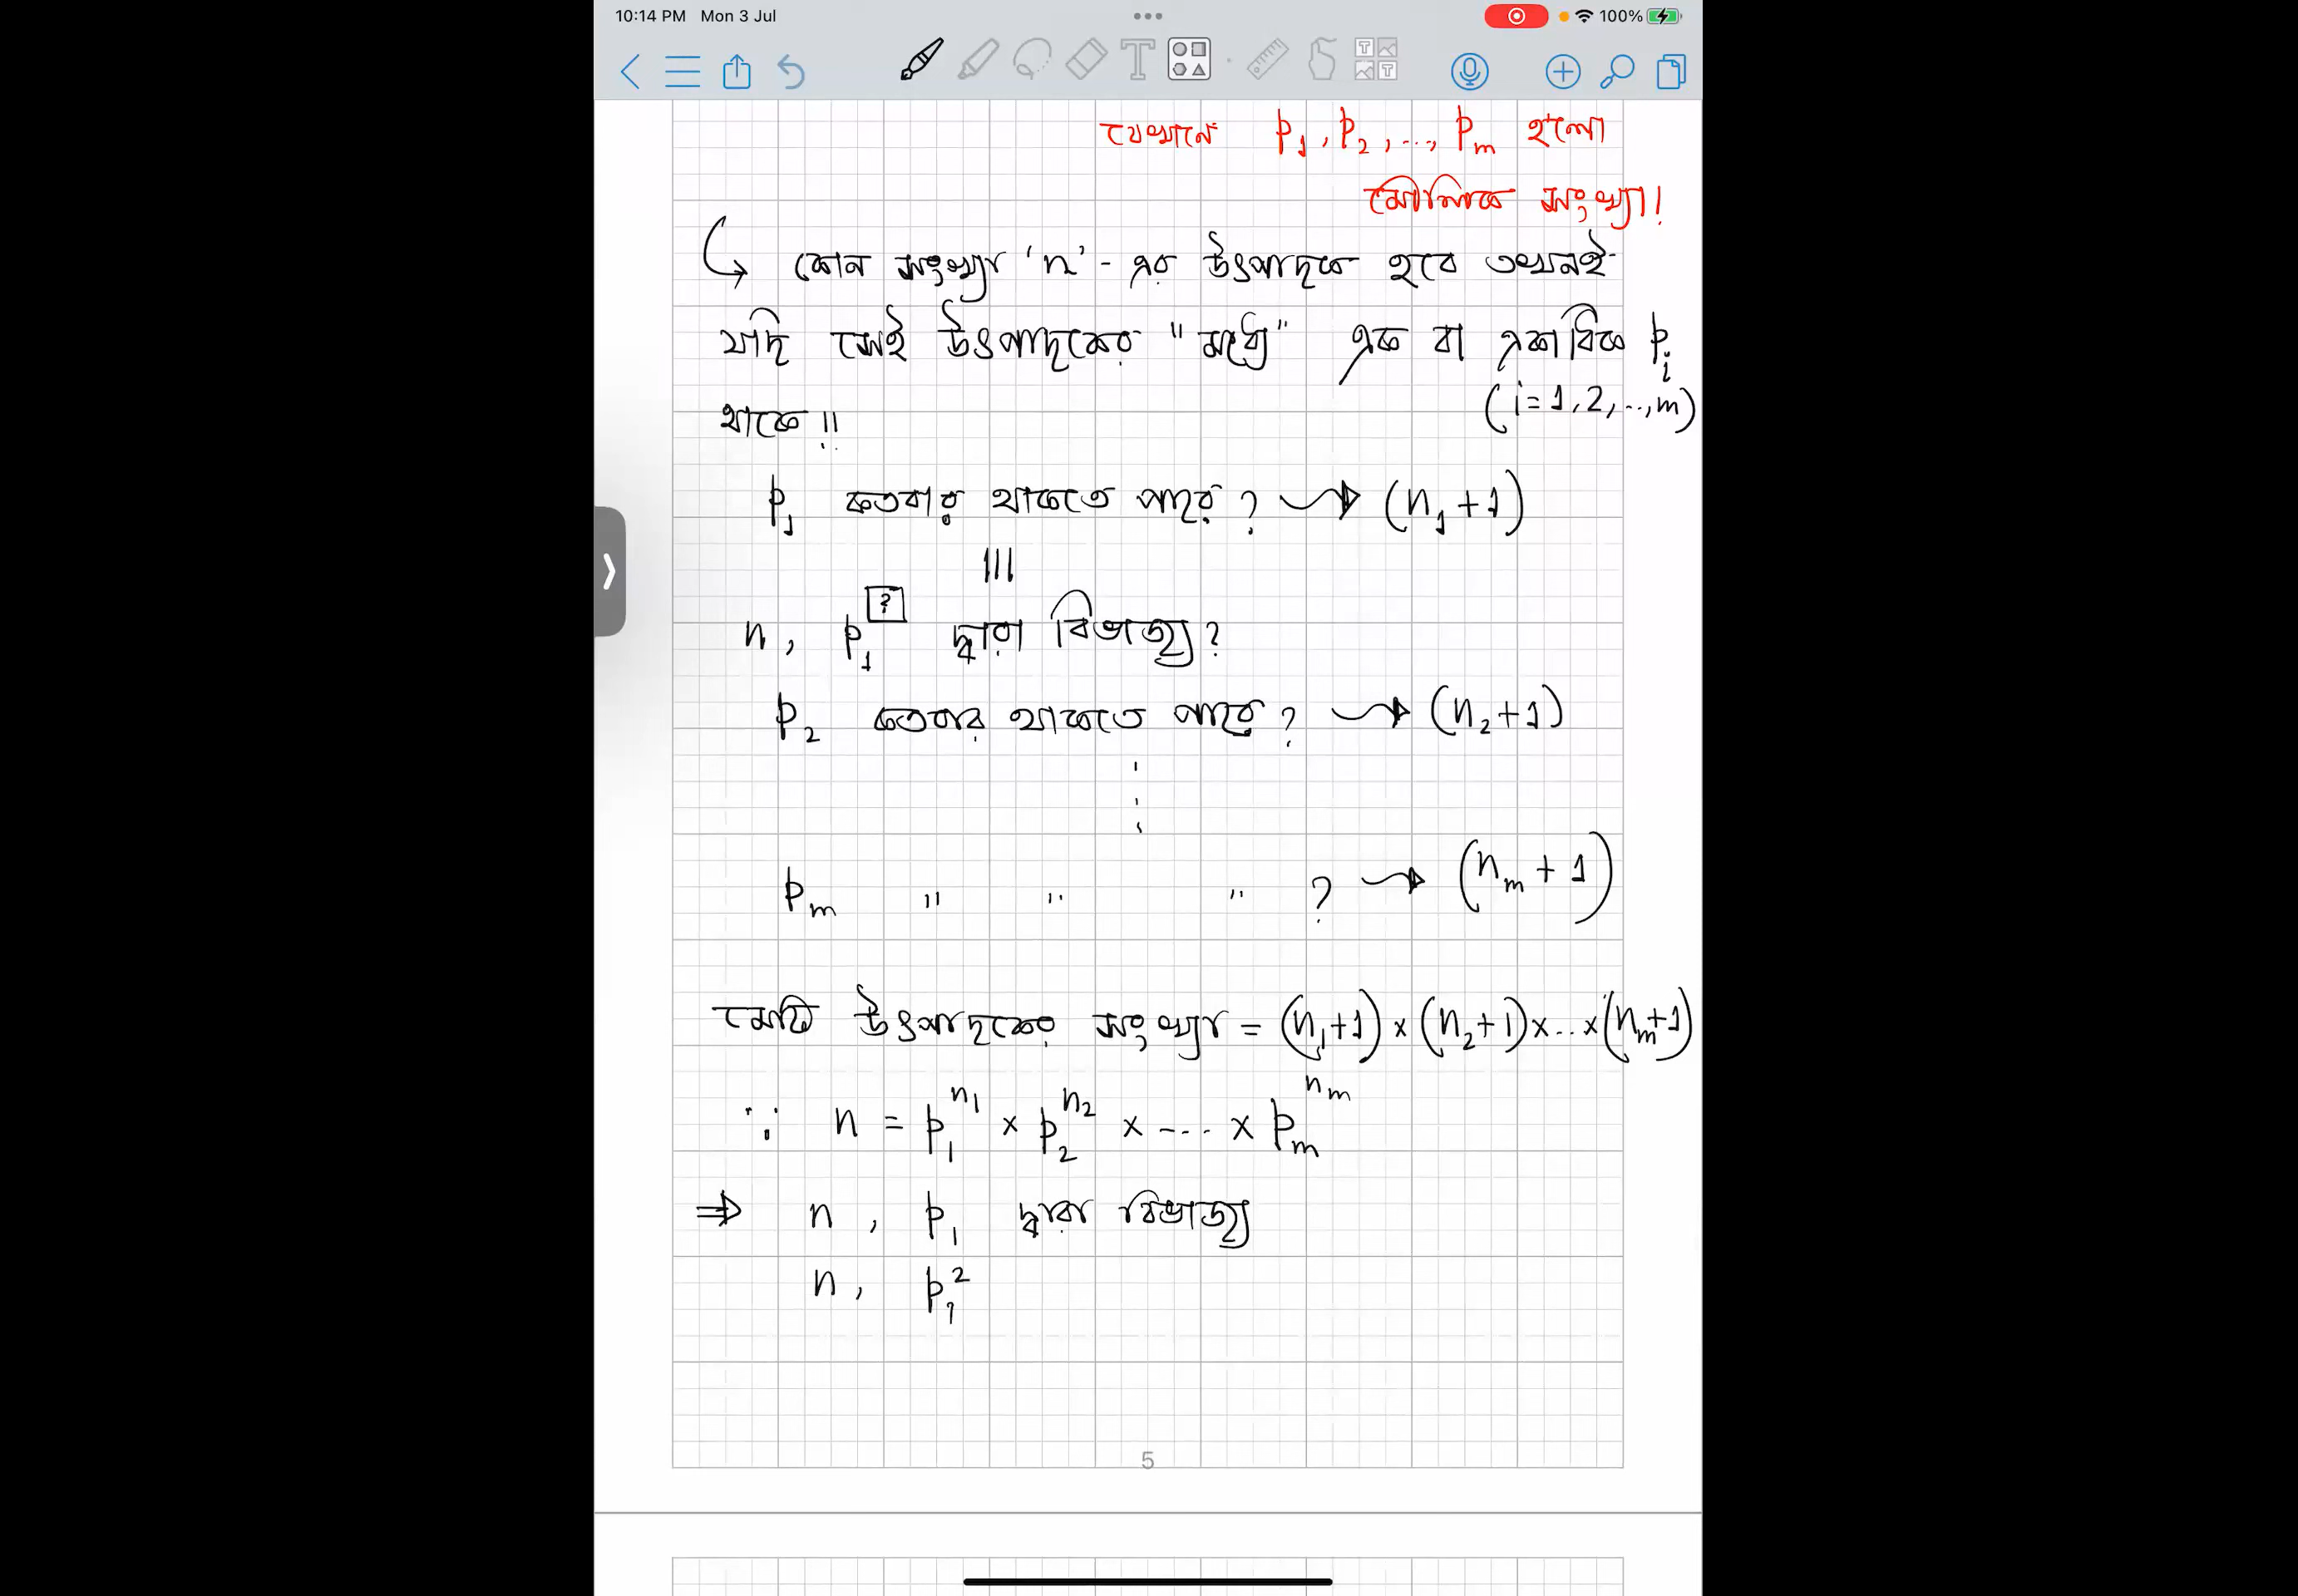 10:14 PM Mon 3 Jul
100%
যেখানে p₁, p₂, ..., pₘ হলো
মৌলিক সংখ্যা!
কোন সংখ্যা 'n' - এর উৎপাদক হবে তখনই
যদি সেই উৎপাদকের "মধ্যে" এক বা একাধিক pᵢ
(i = 1, 2, .., m)
থাকে !!
p₁ কতবার থাকতে পারে ? ⇝ (n₁ + 1)
|||
n, p₁^[?] দ্বারা বিভাজ্য ?
p₂ কতবার থাকতে পারে ? ⇝ (n₂ + 1)
⋮
pₘ " " " ? ⇝ (nₘ + 1)
মোট উৎপাদকের সংখ্যা = (n₁+1) × (n₂+1) × ... × (nₘ+1)
∵ n = p₁^n₁ × p₂^n₂ × --- × pₘ^nₘ
⇒ n, p₁ দ্বারা বিভাজ্য
n, p₁²
5